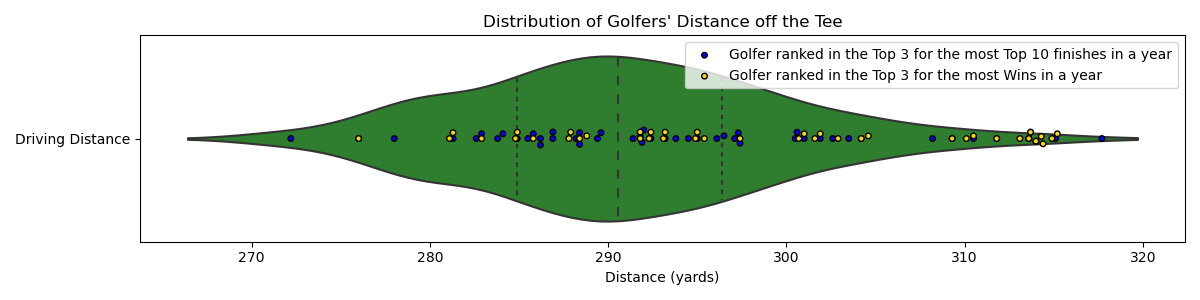 Distribution of Golfers' Distance off the Tee
Golfer ranked in the Top 3 for the most Top 10 finishes in a year
Golfer ranked in the Top 3 for the most Wins in a year
Driving Distance
270 280 290 300 310 320
Distance (yards)